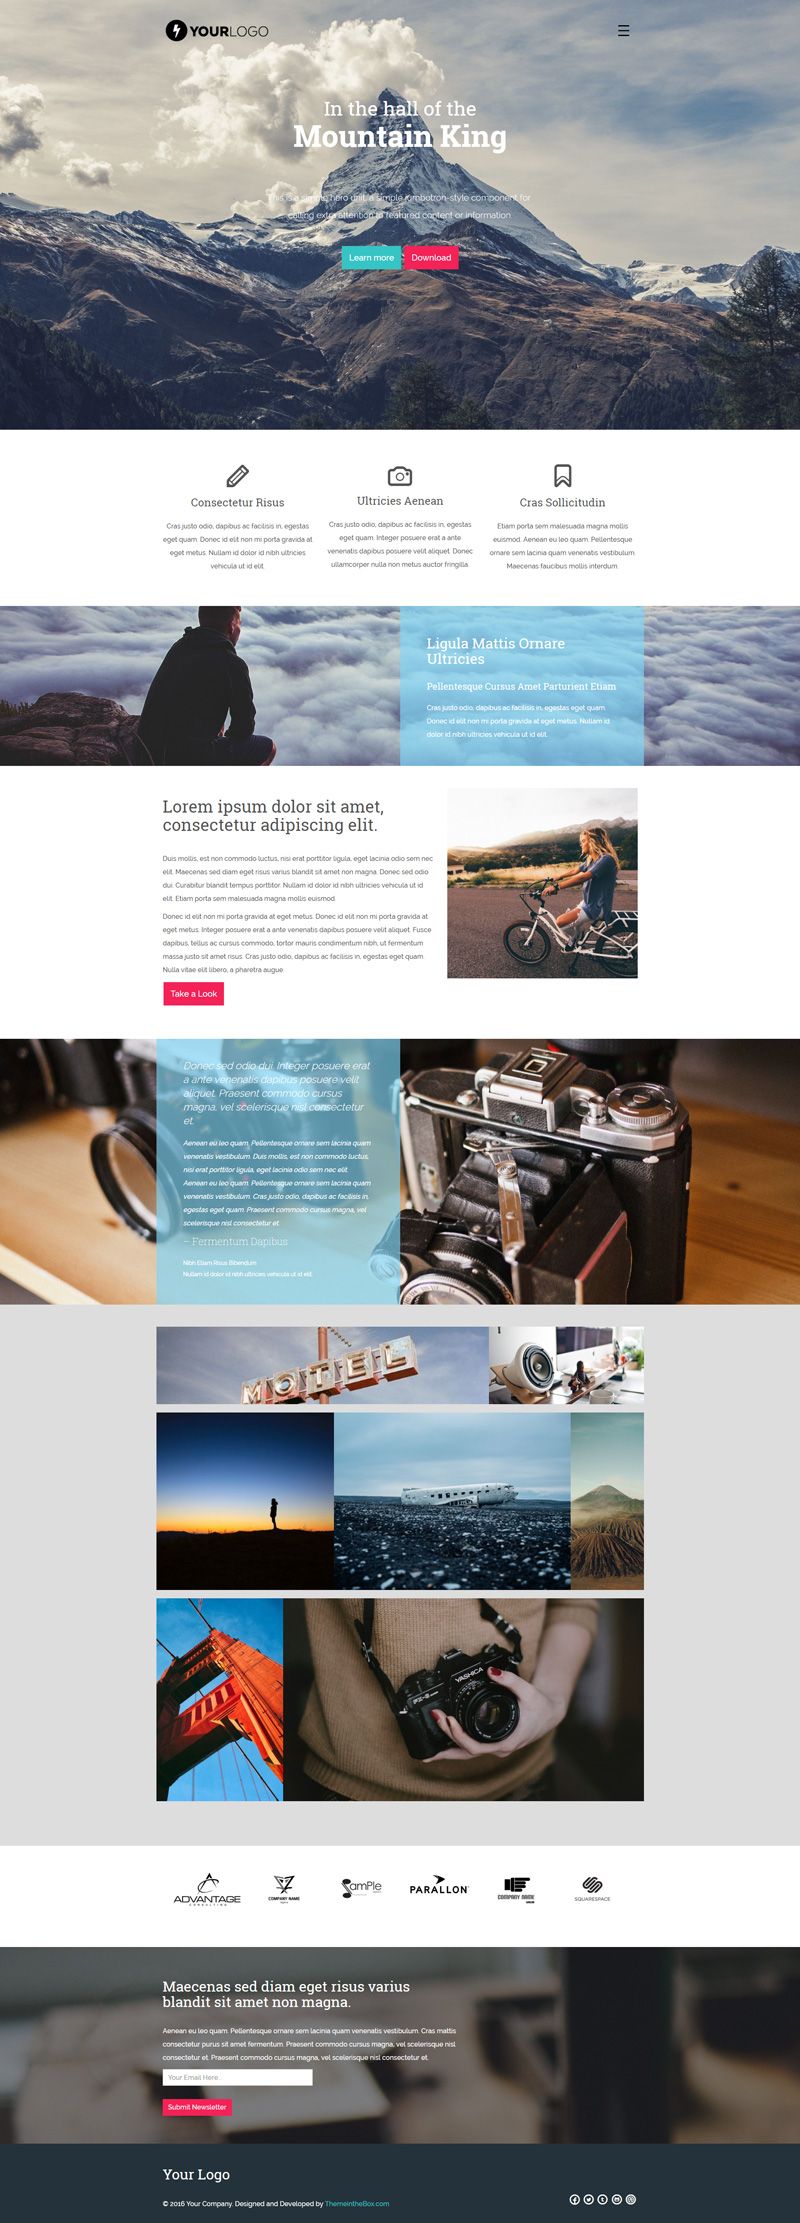 YOURLOGO
In the hall of the
Mountain King
This is a simple hero unit, a simple jumbotron-style component for
calling extra attention to featured content or information.
Learn more
Download
Consectetur Risus
Cras justo odio, dapibus ac facilisis in, egestas
eget quam. Donec id elit non mi porta gravida at
eget metus. Nullam id dolor id nibh ultricies
vehicula ut id elit.
Ultricies Aenean
Cras justo odio, dapibus ac facilisis in, egestas
eget quam. Integer posuere erat a ante
venenatis dapibus posuere velit aliquet. Donec
ullamcorper nulla non metus auctor fringilla
Cras Sollicitudin
Etiam porta sem malesuada magna mollis
euismod. Aenean eu leo quam. Pellentesque
ornare sem lacinia quam venenatis vestibulum.
Maecenas faucibus mollis interdum.
Ligula Mattis Ornare
Ultricies
Pellentesque Cursus Amet Parturient Etiam
Cras justo odio, dapibus ac facilisis in, egestas eget quam.
Donec id elit non mi porta gravida at eget metus. Nullam id
dolor id nibh ultricies vehicula ut id elit.
Lorem ipsum dolor sit amet,
consectetur adipiscing elit.
Duis mollis, est non commodo luctus, nisi erat porttitor ligula, eget lacinia odio sem nec
elit. Maecenas sed diam eget risus varius blandit sit amet non magna. Donec sed odio
dui. Curabitur blandit tempus porttitor. Nullam id dolor id nibh ultricies vehicula ut id
elit. Etiam porta sem malesuada magna mollis euismod.
Donec id elit non mi porta gravida at eget metus. Donec id elit non mi porta gravida at
eget metus. Integer posuere erat a ante venenatis dapibus posuere velit aliquet. Fusce
dapibus, tellus ac cursus commodo, tortor mauris condimentum nibh, ut fermentum
massa justo sit amet risus. Cras justo odio, dapibus ac facilisis in, egestas eget quam.
Nulla vitae elit libero, a pharetra augue
Take a Look
Donec sed odio dui. Integer posuere erat
a ante venenatis dapibus posuere velit
aliquet. Praesent commodo cursus
magna, vel scelerisque nisl consectetur
et.
Aenean eu leo quam. Pellentesque ornare sem lacinia quam
venenatis vestibulum. Duis mollis, est non commodo luctus,
nisi erat porttitor ligula, eget lacinia odio sem nec elit.
Aenean eu leo quam. Pellentesque ornare sem lacinia quam
venenatis vestibulum. Cras justo odio, dapibus ac facilisis in,
egestas eget quam. Praesent commodo cursus magna, vel
scelerisque nisl consectetur et.
– Fermentum Dapibus
Nibh Etiam Risus Bibendum
Nullam id dolor id nibh ultricies vehicula ut id elit.
MOTEL
YASHICA
FX-3
ADVANTAGE
CONSULTING
COMPANY NAME
SamPle
PARALLON
COMPANY NAME
SQUARESPACE
Maecenas sed diam eget risus varius
blandit sit amet non magna.
Aenean eu leo quam. Pellentesque ornare sem lacinia quam venenatis vestibulum. Cras mattis
consectetur purus sit amet fermentum. Praesent commodo cursus magna, vel scelerisque nisl
consectetur et. Praesent commodo cursus magna, vel scelerisque nisl consectetur et.
Your Email Here..
Submit Newsletter
Your Logo
© 2016 Your Company. Designed and Developed by ThemeintheBox.com